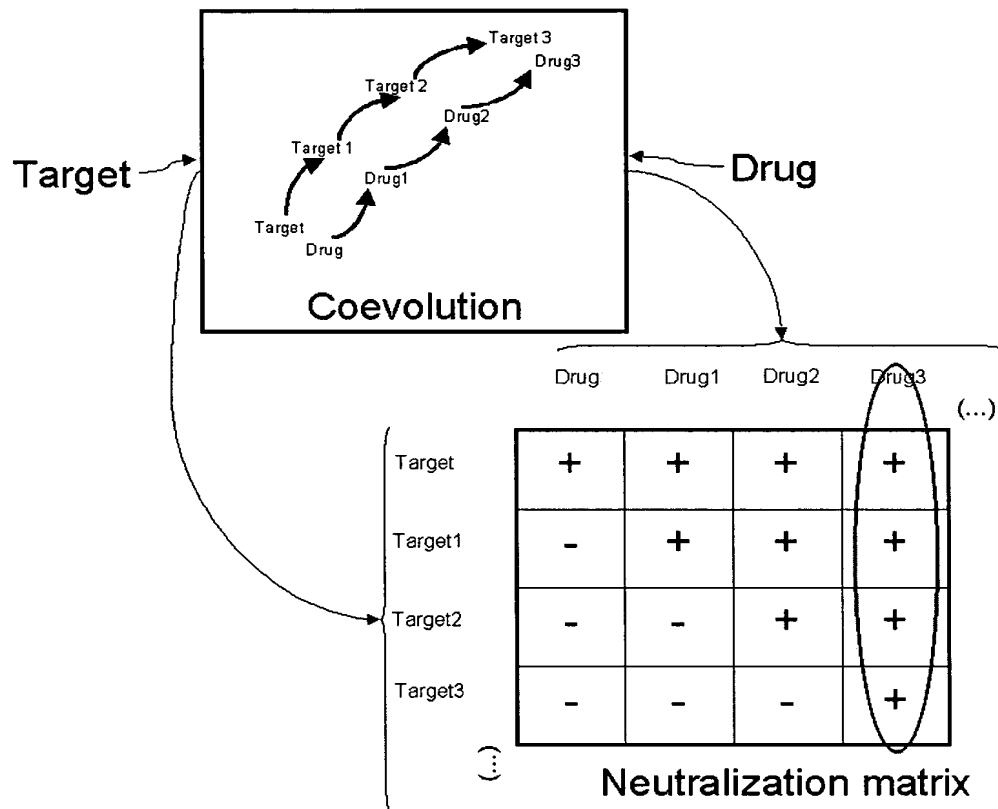 Target 3
Drug3
Target 2
Drug2
Target 1
Drug1
Target
Drug
Target
Drug
Coevolution
Drug Drug1 Drug2 Drug3
(...)
Target + + + +
Target1 - + + +
Target2 - - + +
Target3 - - - +
(...)
Neutralization matrix